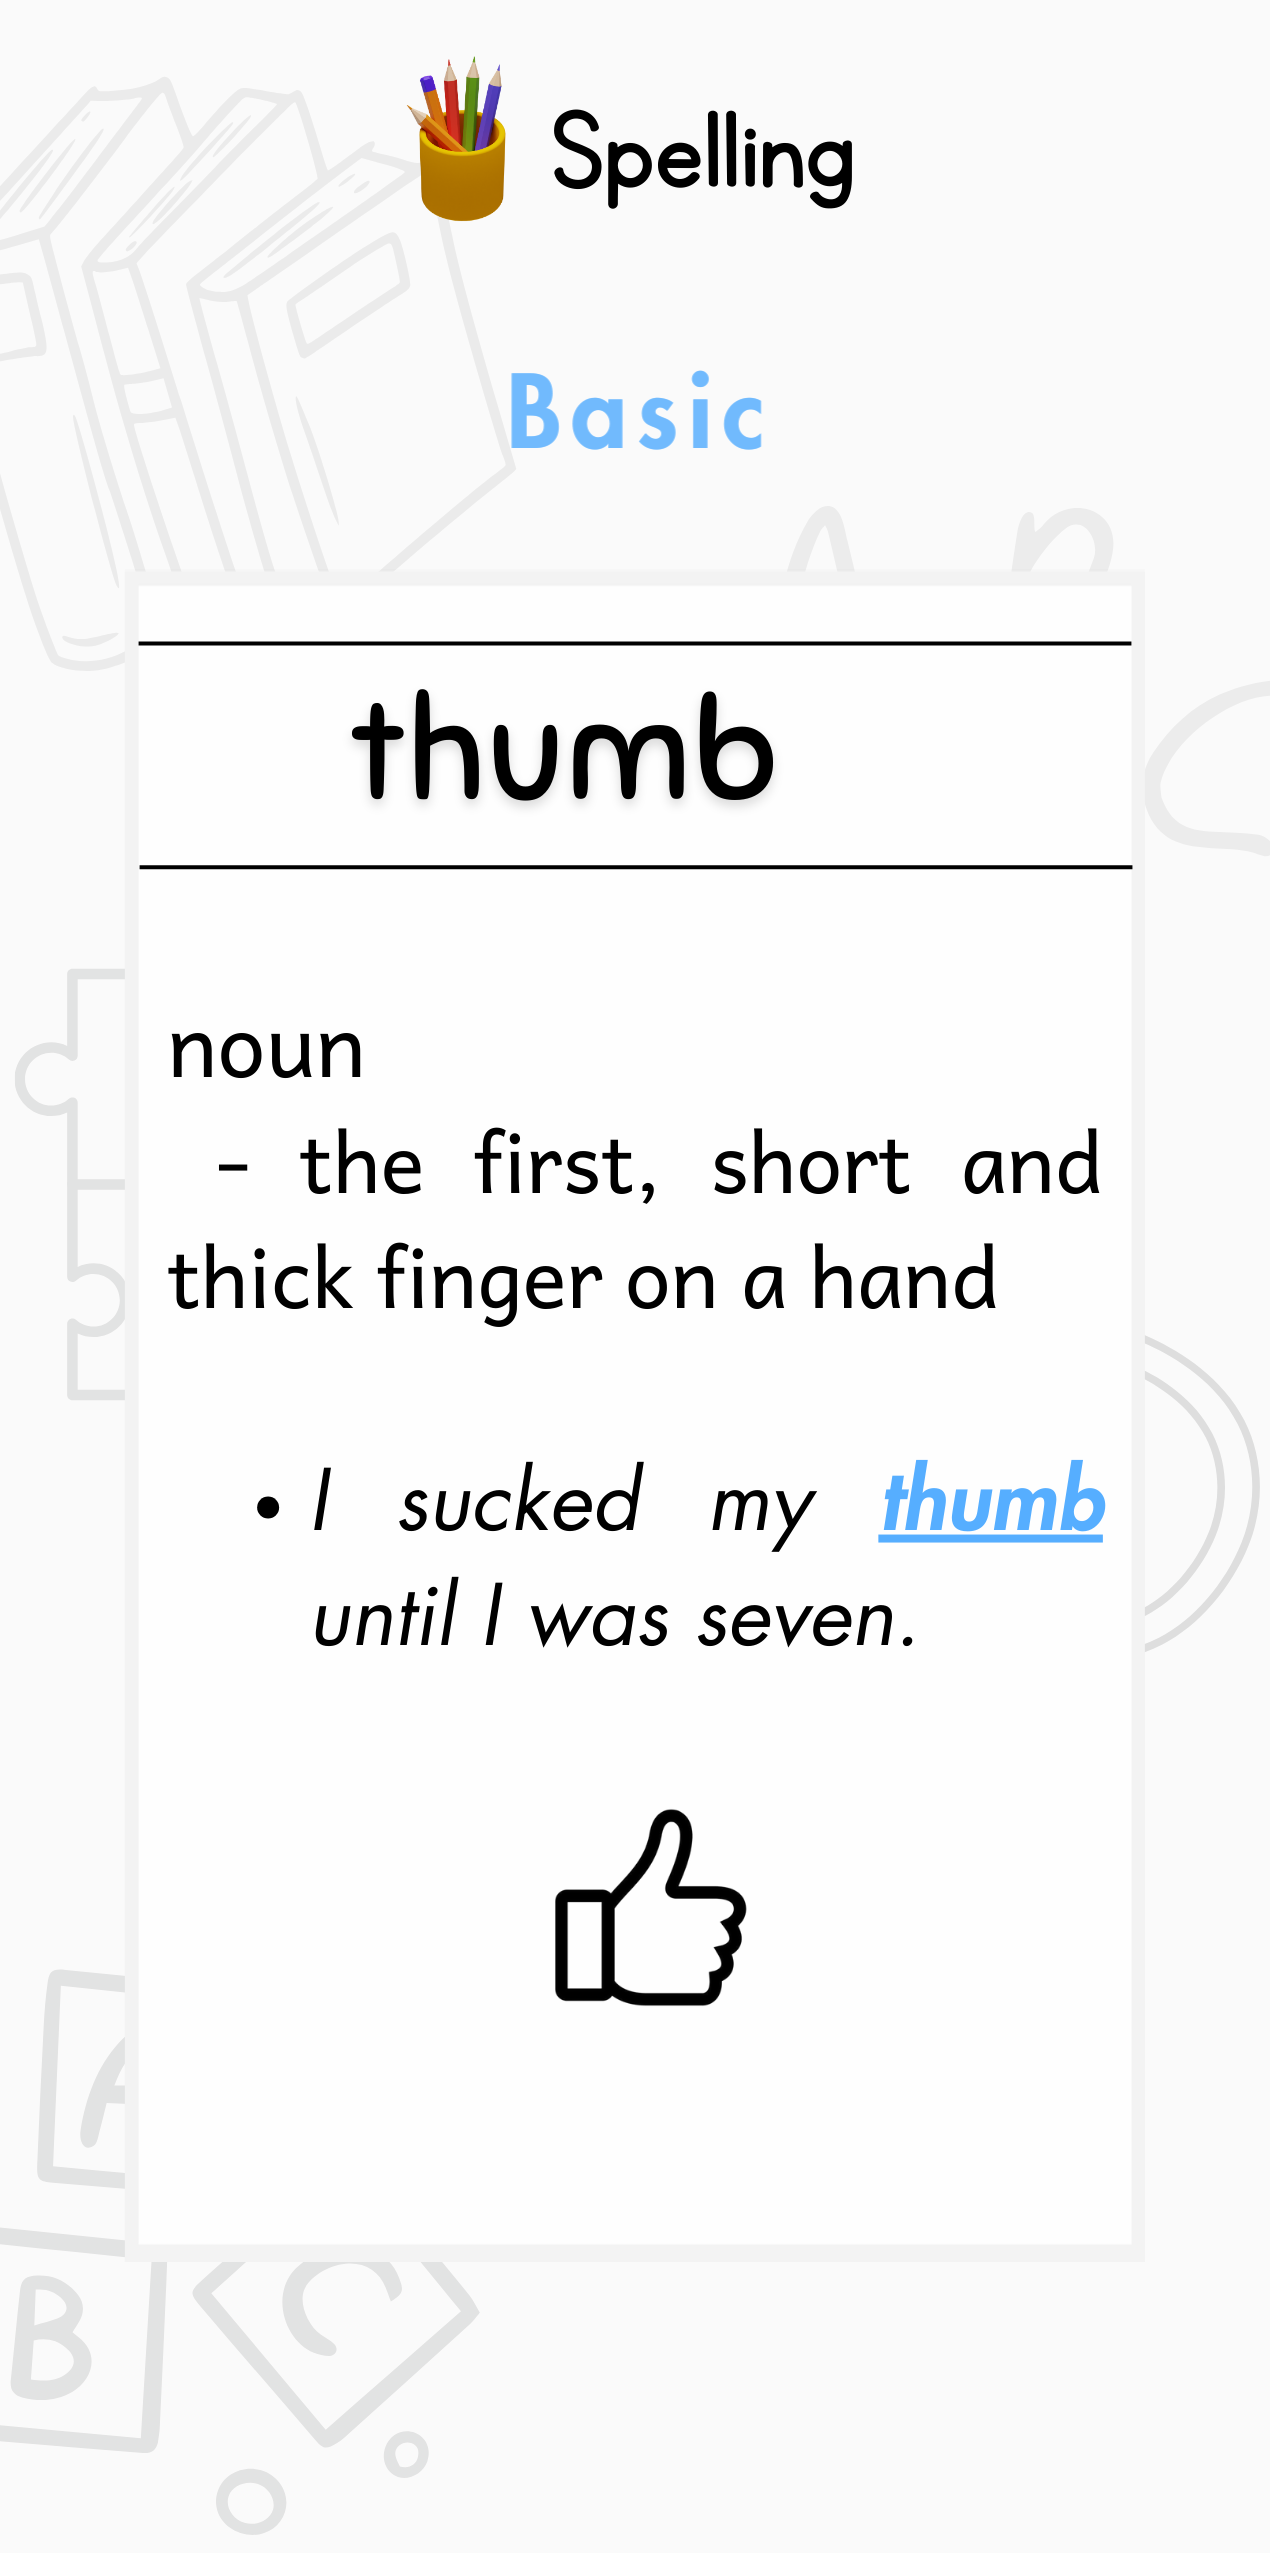 Spelling
Basic
thumb
noun
- the first, short and
thick finger on a hand
• I sucked my thumb
until I was seven.
A
B
C